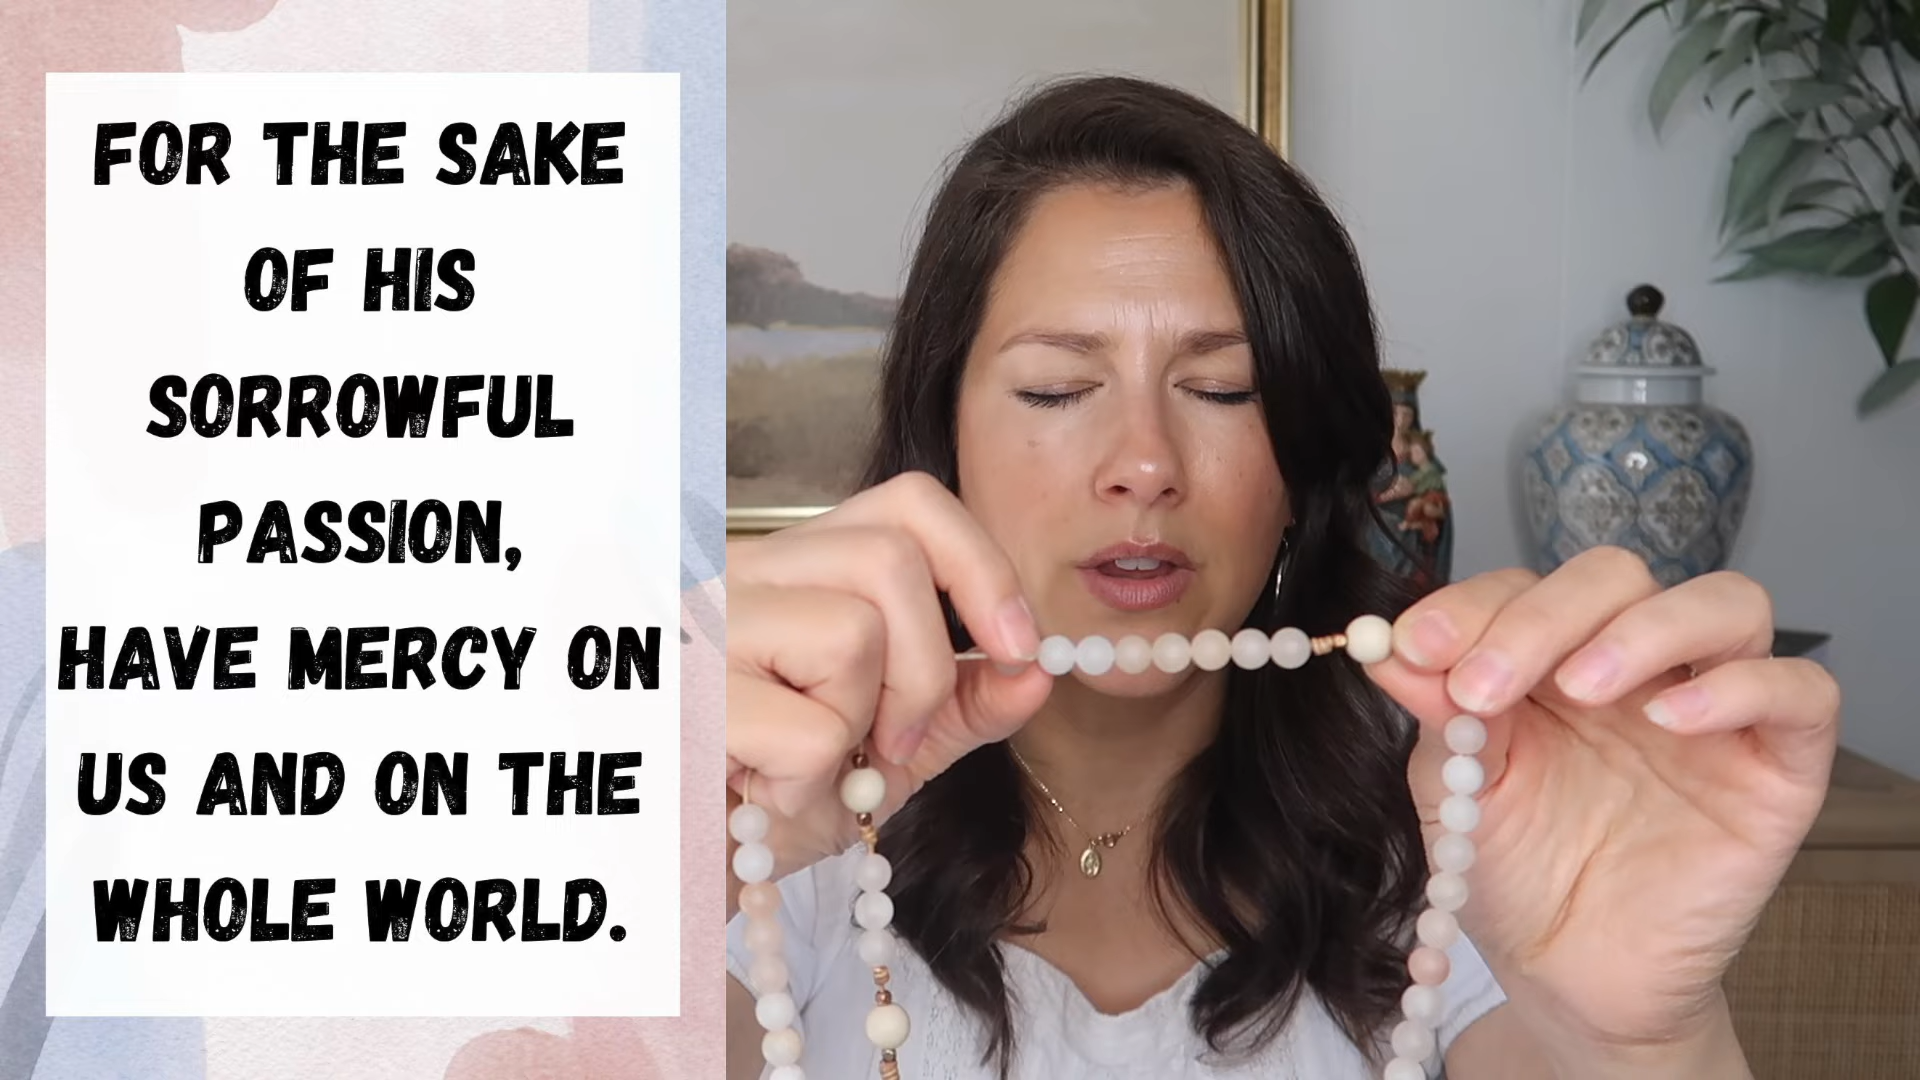 FOR THE SAKE
OF HIS
SORROWFUL
PASSION,
HAVE MERCY ON
US AND ON THE
WHOLE WORLD.